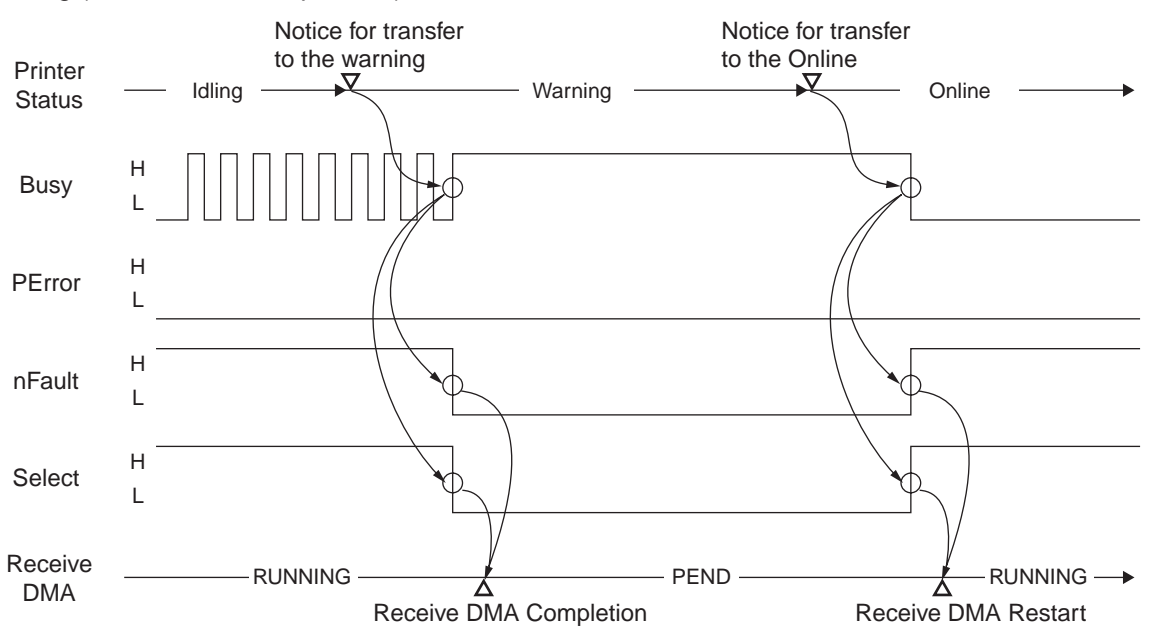 Notice for transfer
to the warning
Notice for transfer
to the Online
Printer
Status
Idling
Warning
Online
Busy
H
L
PError
H
L
nFault
H
L
Select
H
L
Receive
DMA
RUNNING
PEND
RUNNING
Receive DMA Completion
Receive DMA Restart